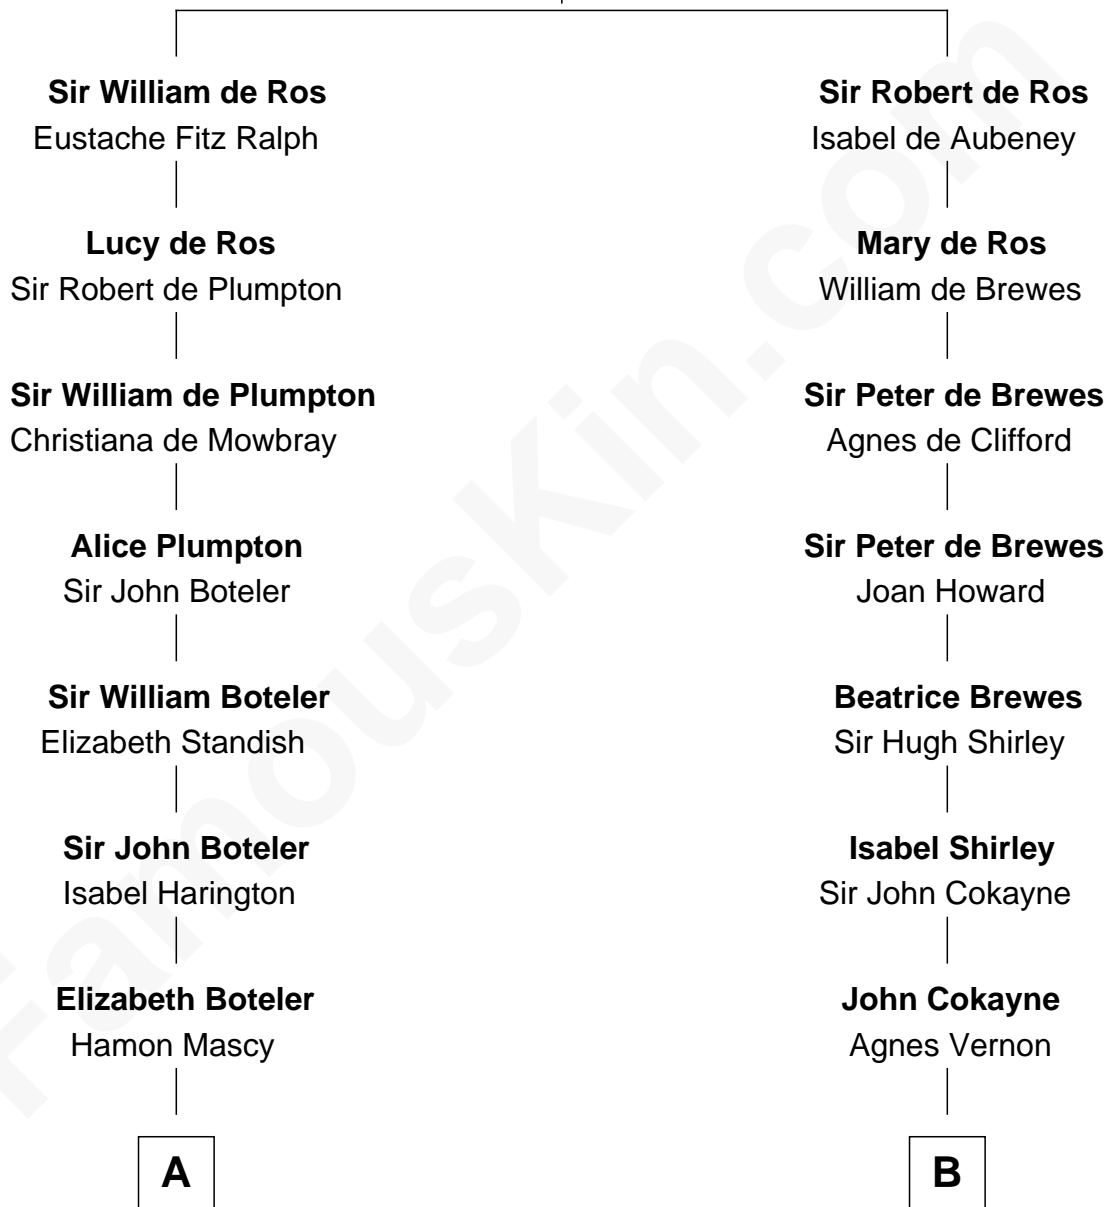 Sir William de Ros
Eustache Fitz Ralph
Lucy de Ros
Sir Robert de Plumpton
Sir William de Plumpton
Christiana de Mowbray
Alice Plumpton
Sir John Boteler
Sir William Boteler
Elizabeth Standish
Sir John Boteler
Isabel Harington
Elizabeth Boteler
Hamon Mascy
A
Sir Robert de Ros
Isabel de Aubeney
Mary de Ros
William de Brewes
Sir Peter de Brewes
Agnes de Clifford
Sir Peter de Brewes
Joan Howard
Beatrice Brewes
Sir Hugh Shirley
Isabel Shirley
Sir John Cokayne
John Cokayne
Agnes Vernon
B
FamousKin.com